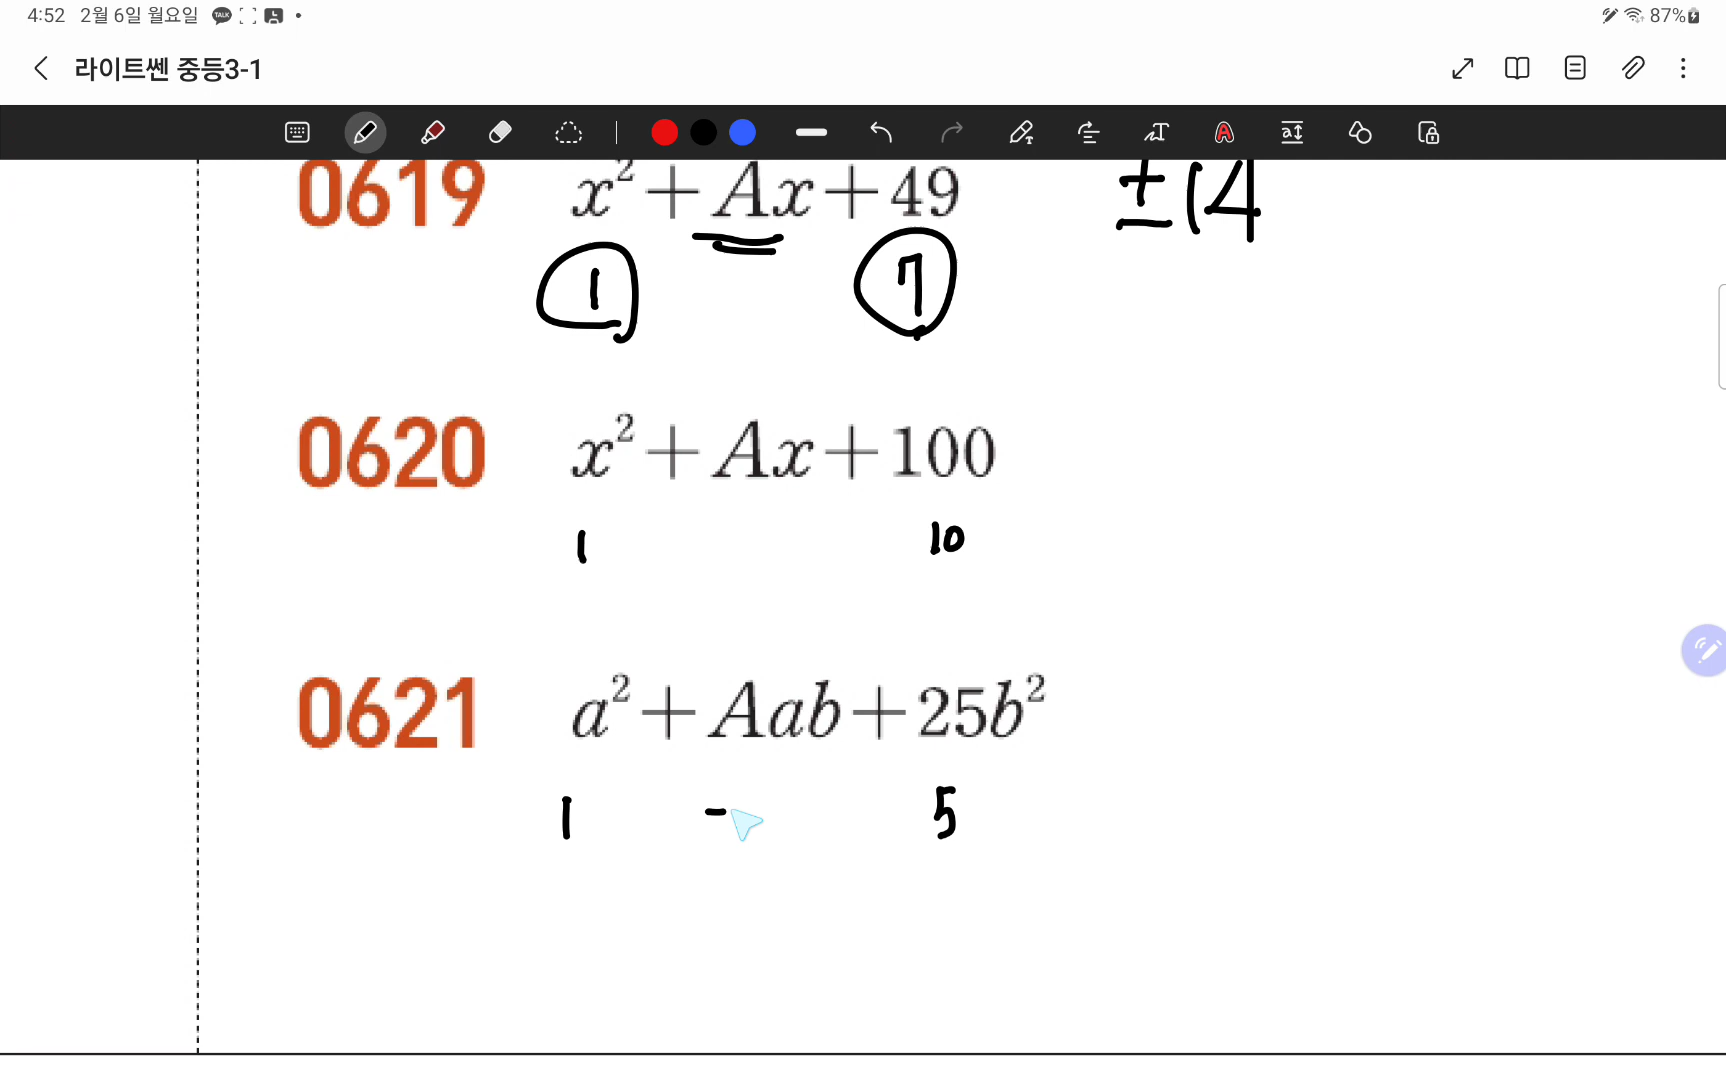 4:52 2월 6일 월요일 TALK 87%
라이트쎈 중등3-1
0619 x² + Ax + 49 ±14
1 7
0620 x² + Ax + 100
1 10
0621 a² + Aab + 25b²
1 - 5